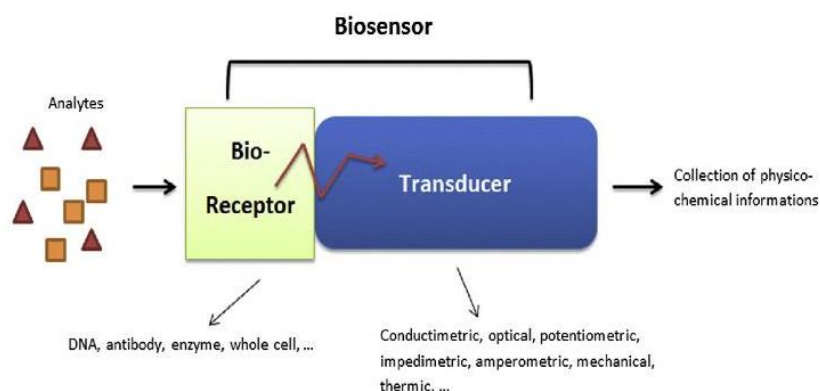 Biosensor
Analytes
Bio-
Receptor
Transducer
Collection of physico-
chemical informations
DNA, antibody, enzyme, whole cell, ...
Conductimetric, optical, potentiometric,
impedimetric, amperometric, mechanical,
thermic, ...